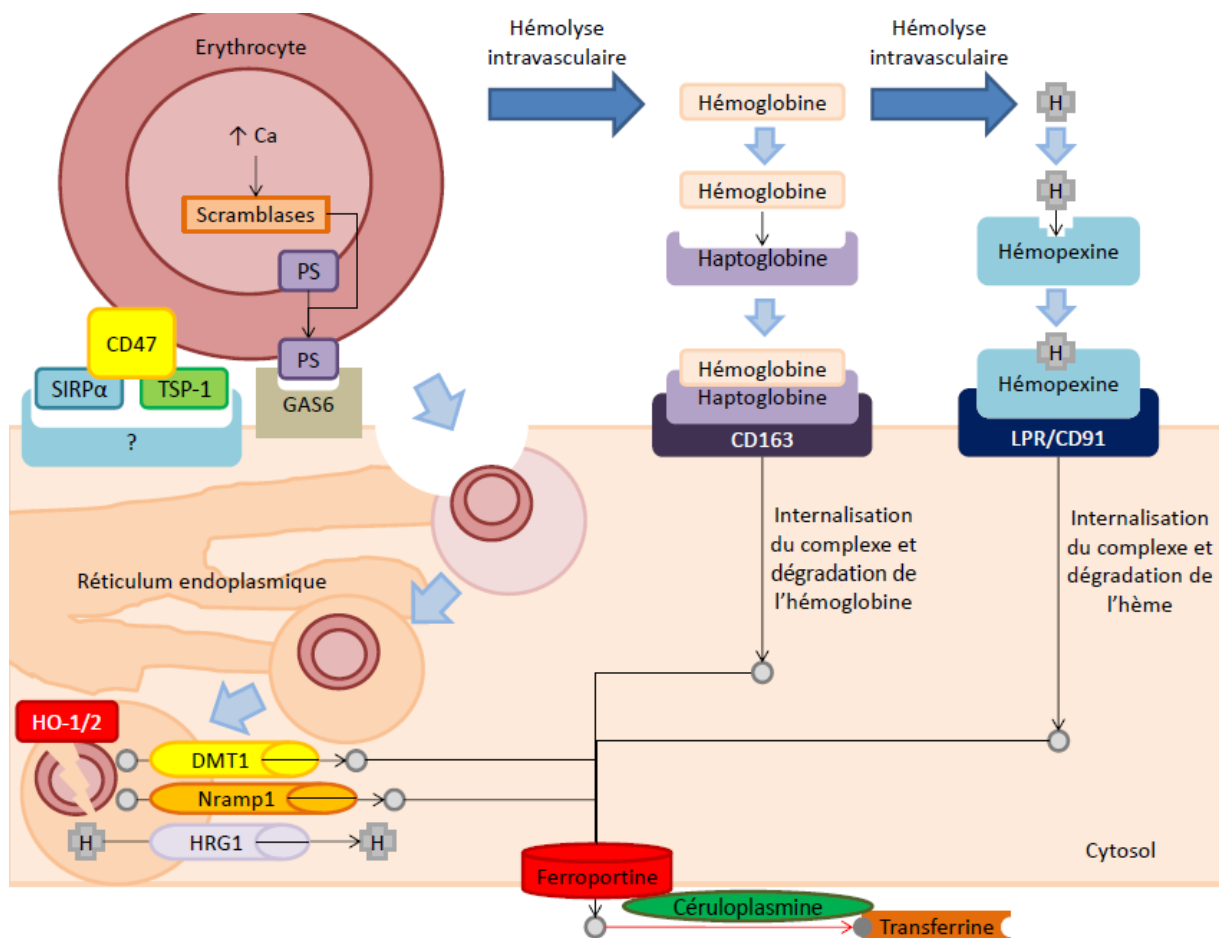 Erythrocyte
↑ Ca
Scramblases
PS
PS
CD47
SIRPα
TSP-1
?
GAS6
Hémolyse
intravasculaire
Hémoglobine
Hémoglobine
Haptoglobine
Hémoglobine
Haptoglobine
CD163
Hémolyse
intravasculaire
H
H
Hémopexine
H
Hémopexine
LPR/CD91
Internalisation
du complexe et
dégradation de
l'hémoglobine
Internalisation
du complexe et
dégradation de
l'hème
Réticulum endoplasmique
HO-1/2
DMT1
Nramp1
H
HRG1
H
Cytosol
Ferroportine
Céruloplasmine
Transferrine